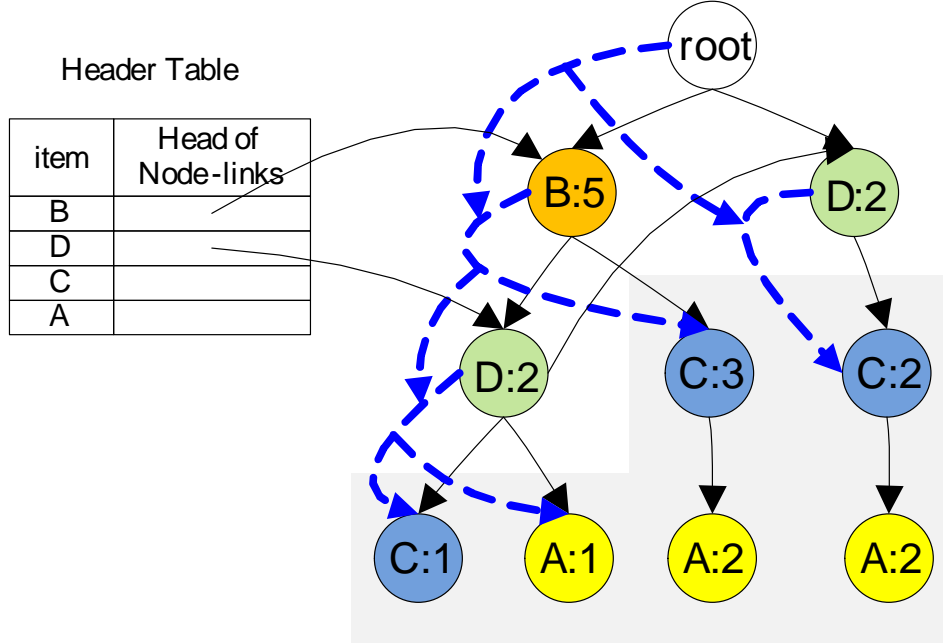 root
Header Table
item
Head of
Node-links
B
D
C
A
B:5
D:2
D:2
C:3
C:2
C:1
A:1
A:2
A:2